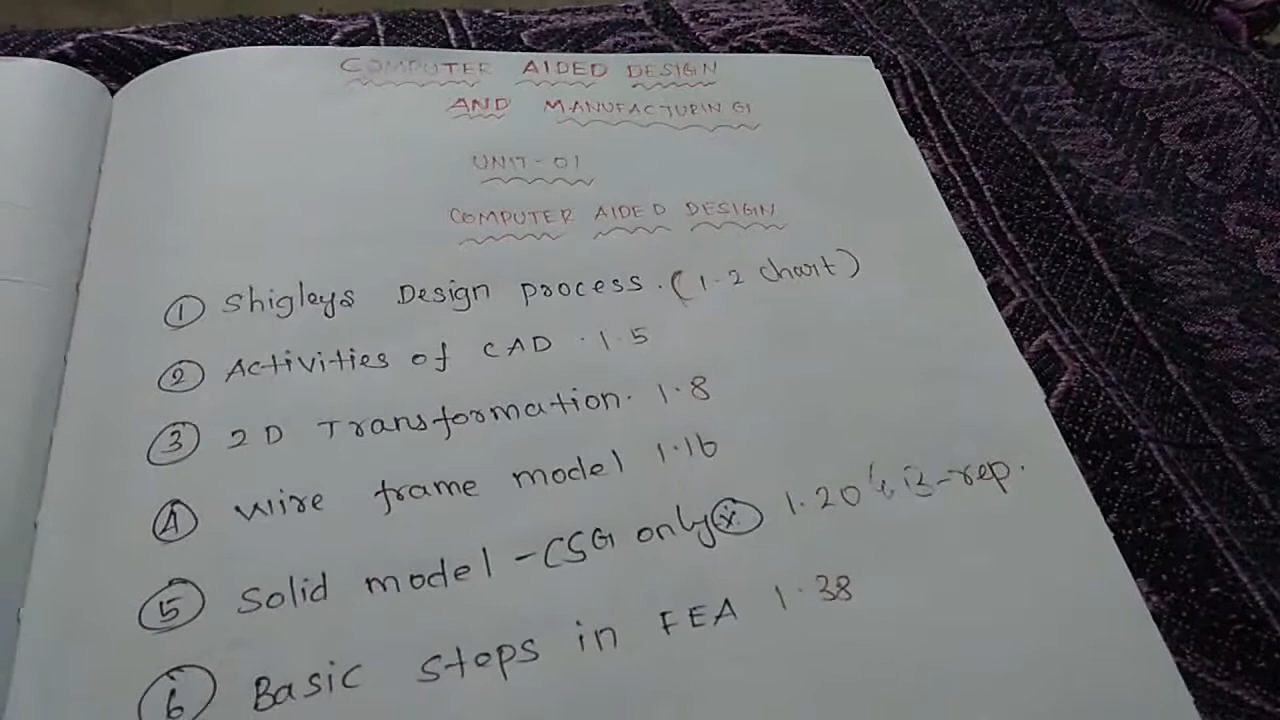 COMPUTER AIDED DESIGN
AND MANUFACTURING
UNIT-01
COMPUTER AIDED DESIGN
① Shigleys Design process. (1.2 chart)
② Activities of CAD . 1.5
③ 2D Transformation. 1.8
④ Wire frame model 1.16
⑤ Solid model - CSG only 1.20 & B-rep.
⑥ Basic steps in FEA 1.38